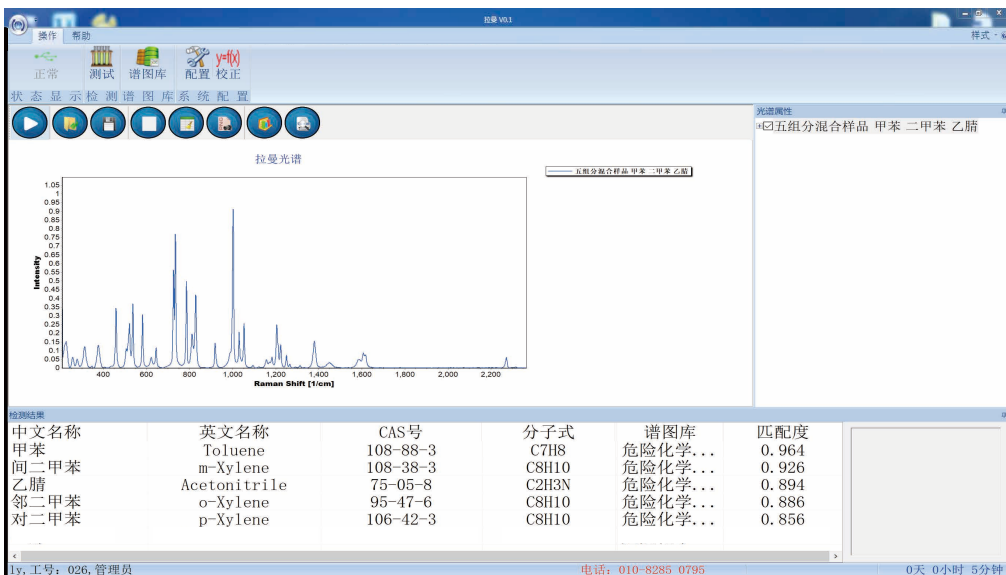 拉曼 V0.1
操作 帮助 样式
正常 测试 谱图库 配置 y=f(x) 校正
状态显示 检测 谱图库 系统配置
光谱属性
五组分混合样品 甲苯 二甲苯 乙腈
拉曼光谱
五组分混合样品 甲苯 二甲苯 乙腈
1.05
1
0.95
0.9
0.85
0.8
0.75
0.7
0.65
0.6
0.55
0.5
0.45
0.4
0.35
0.3
0.25
0.2
0.15
0.1
0.05
0
Intensity
400 600 800 1,000 1,200 1,400 1,600 1,800 2,000 2,200
Raman Shift [1/cm]
检测结果
中文名称 英文名称 CAS号 分子式 谱图库 匹配度
甲苯 Toluene 108-88-3 C7H8 危险化学... 0.964
间二甲苯 m-Xylene 108-38-3 C8H10 危险化学... 0.926
乙腈 Acetonitrile 75-05-8 C2H3N 危险化学... 0.894
邻二甲苯 o-Xylene 95-47-6 C8H10 危险化学... 0.886
对二甲苯 p-Xylene 106-42-3 C8H10 危险化学... 0.856
ly,工号: 026,管理员 电话: 010-8285 0795 0天 0小时 5分钟